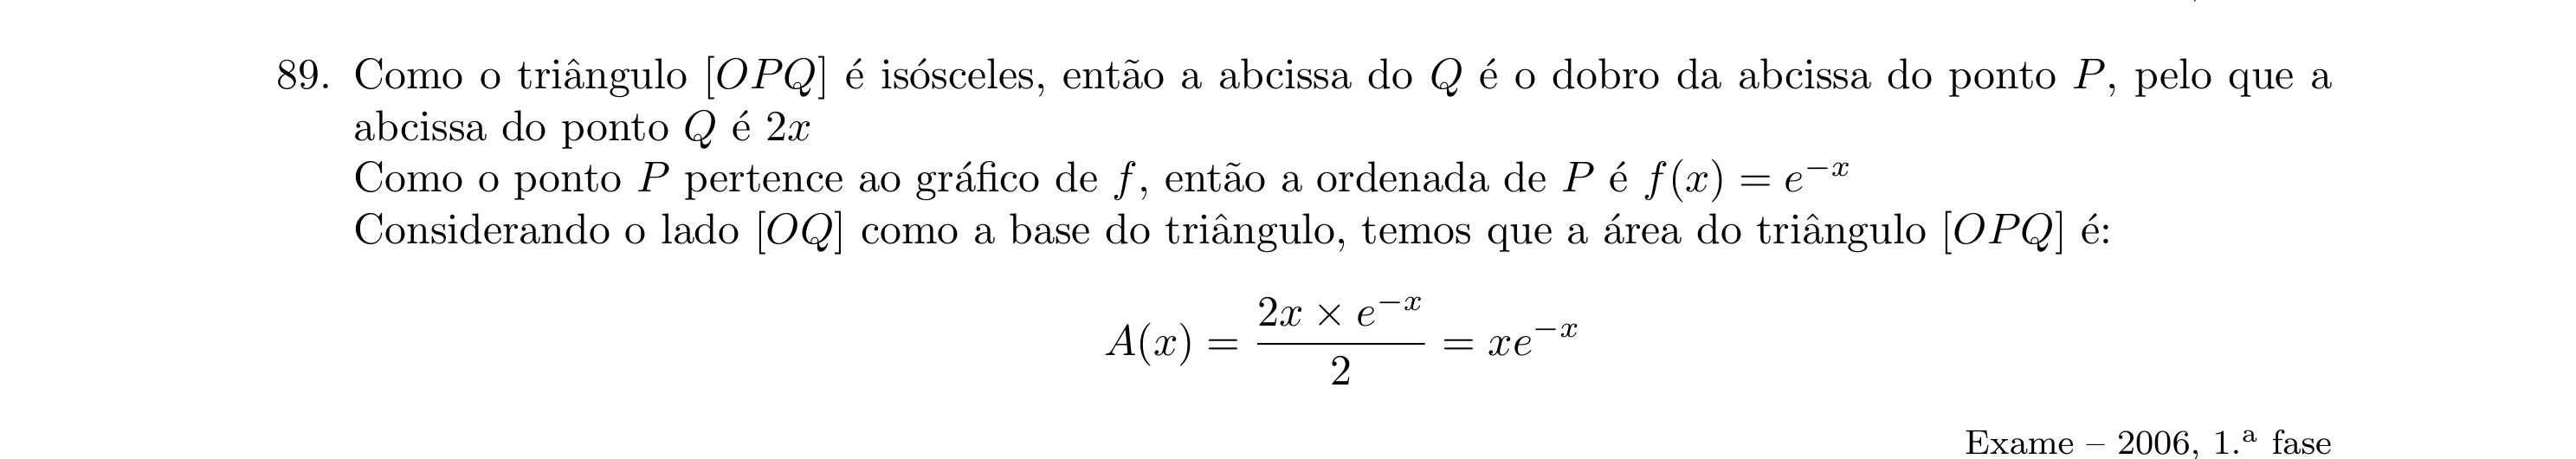 89. Como o triângulo [OPQ] é isósceles, então a abcissa do Q é o dobro da abcissa do ponto P, pelo que a
abcissa do ponto Q é 2x
Como o ponto P pertence ao gráfico de f, então a ordenada de P é f(x) = e^{-x}
Considerando o lado [OQ] como a base do triângulo, temos que a área do triângulo [OPQ] é:
A(x) = \frac{2x × e^{-x}}{2} = xe^{-x}
Exame – 2006, 1.ª fase